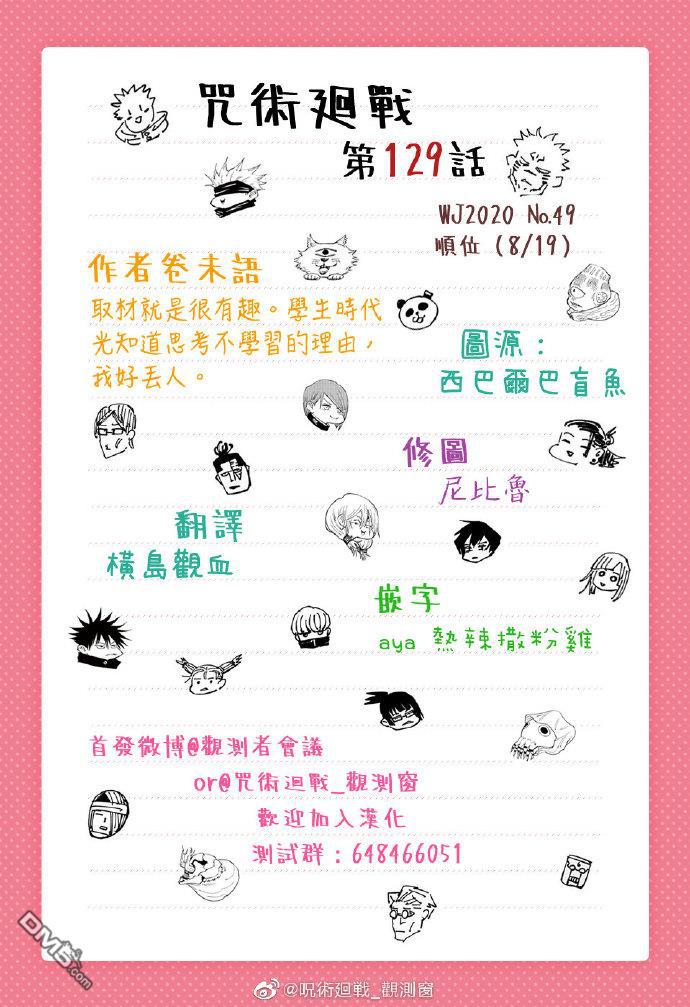 咒術廻戰
第129話
WJ2020 No.49
順位（8/19）
作者卷末語
取材就是很有趣。學生時代
光知道思考不學習的理由，
我好丟人。
圖源：
西巴爾巴盲魚
修圖
尼比魯
翻譯
橫島觀血
嵌字
aya 熱辣撒粉雞
首發微博@觀測者會議
or@咒術廻戰_觀測窗
歡迎加入漢化
測試群：648466051
DM5.com
@呪術廻戰_觀測窗